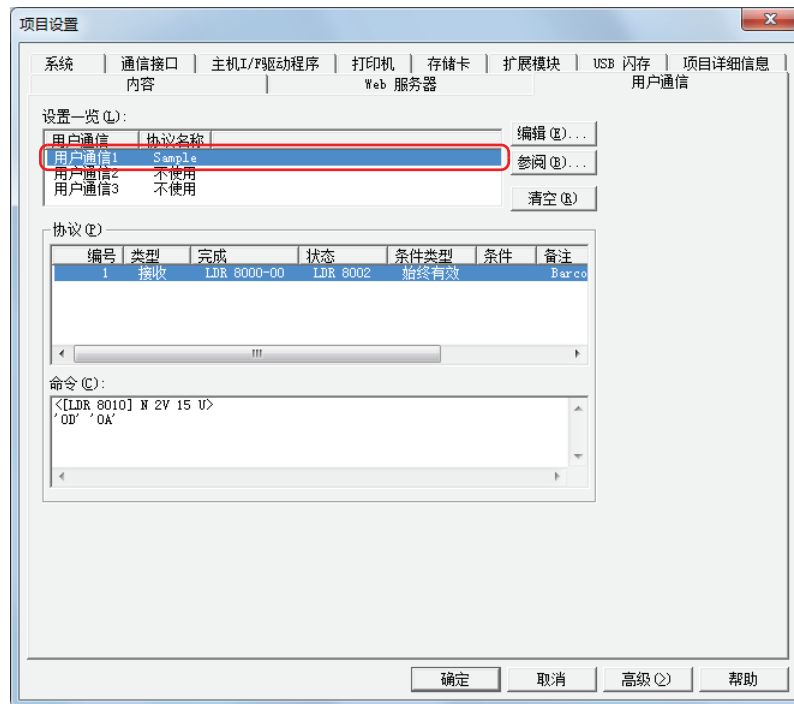 项目设置
系统 通信接口 主机I/F驱动程序 打印机 存储卡 扩展模块 USB 闪存 项目详细信息
内容 Web 服务器 用户通信
设置一览(L):
用户通信 协议名称
用户通信1 Sample
用户通信2 不使用
用户通信3 不使用
编辑(E)...
参阅(B)...
清空(R)
协议(P)
编号 类型 完成 状态 条件类型 条件 备注
1 接收 LDR 8000-00 LDR 8002 始终有效 Barco
命令(C):
<[LDR 8010] N 2V 15 U>
'0D' '0A'
确定 取消 高级(2) 帮助